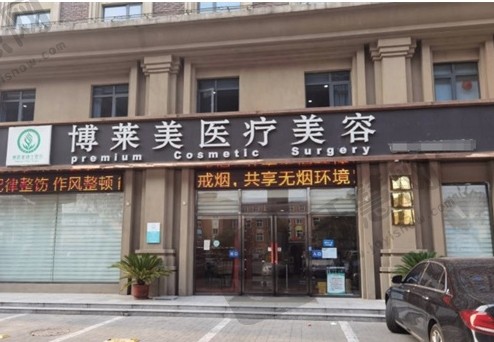 博莱美医疗美容
premium Cosmetic Surgery
纪律整饬 作风整顿
戒烟，共享无烟环境